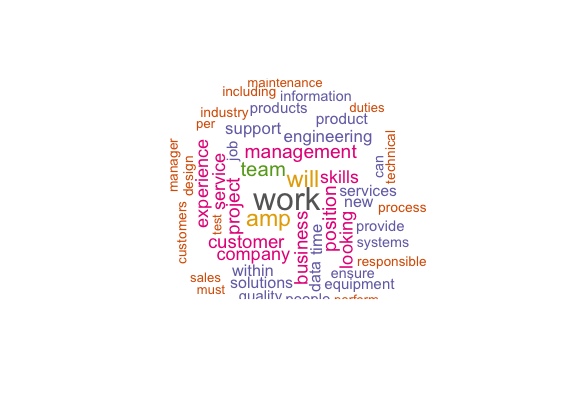 maintenance
including
information
industry
products
duties
per
support
product
job
engineering
manager
design
experience
service
management
can
technical
team
will
skills
project
work
position
services
new
process
customers
test
amp
business
time
looking
provide
customer
systems
company
data
responsible
within
ensure
sales
solutions
equipment
must
quality
people
perform